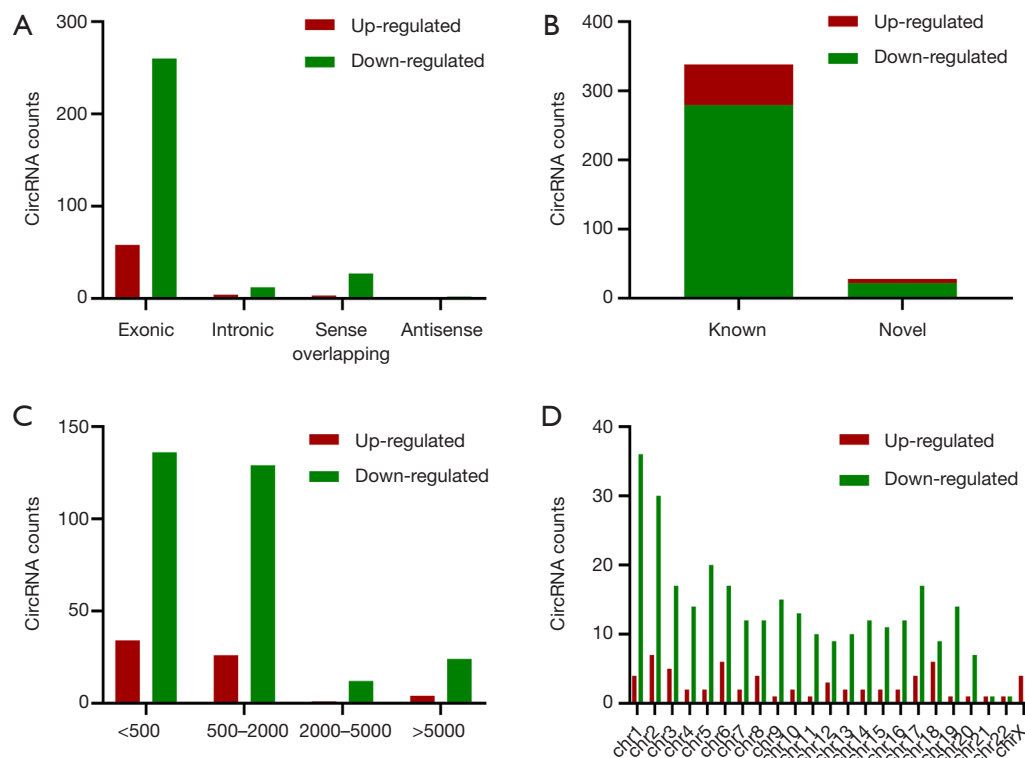 A
CircRNA counts
300
200
100
0
Up-regulated
Down-regulated
Exonic
Intronic
Sense overlapping
Antisense
B
CircRNA counts
400
300
200
100
0
Up-regulated
Down-regulated
Known
Novel
C
CircRNA counts
150
100
50
0
Up-regulated
Down-regulated
<500
500–2000
2000–5000
>5000
D
CircRNA counts
40
30
20
10
0
Up-regulated
Down-regulated
chr1
chr2
chr3
chr4
chr5
chr6
chr7
chr8
chr9
chr10
chr11
chr12
chr13
chr14
chr15
chr16
chr17
chr18
chr19
chr20
chr21
chr22
chrX